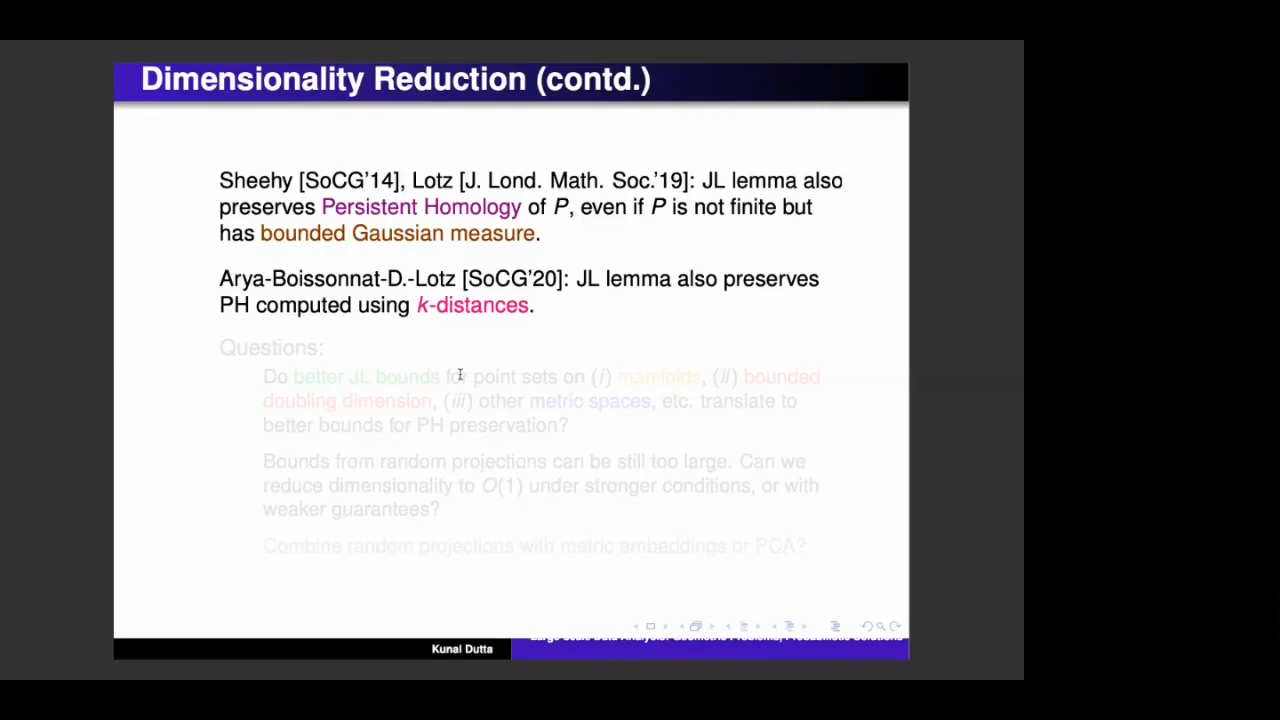 Dimensionality Reduction (contd.)
Sheehy [SoCG'14], Lotz [J. Lond. Math. Soc.'19]: JL lemma also
preserves Persistent Homology of P, even if P is not finite but
has bounded Gaussian measure.
Arya-Boissonnat-D.-Lotz [SoCG'20]: JL lemma also preserves
PH computed using k-distances.
Questions:
Do better JL bounds for point sets on (i) manifolds, (ii) bounded
doubling dimension, (iii) other metric spaces, etc. translate to
better bounds for PH preservation?
Bounds from random projections can be still too large. Can we
reduce dimensionality to O(1) under stronger conditions, or with
weaker guarantees?
Combine random projections with metric embeddings or PCA?
Kunal Dutta